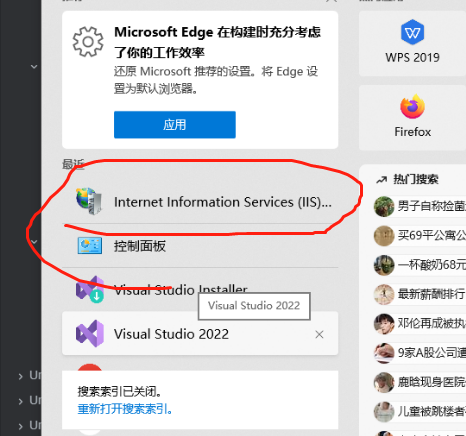 Microsoft Edge 在构建时充分考虑
了你的工作效率
还原 Microsoft 推荐的设置。将 Edge 设
置为默认浏览器。
应用
最近
Internet Information Services (IIS)...
控制面板
Visual Studio Installer
Visual Studio 2022
Visual Studio 2022
搜索索引已关闭。
重新打开搜索索引。
WPS 2019
Firefox
热门搜索
男子自称捡菌
买69平公寓公
一杯酸奶68元
最新薪酬排行
邓伦再成被执
9家A股公司遭
鹿晗现身医院
儿童被跳楼者